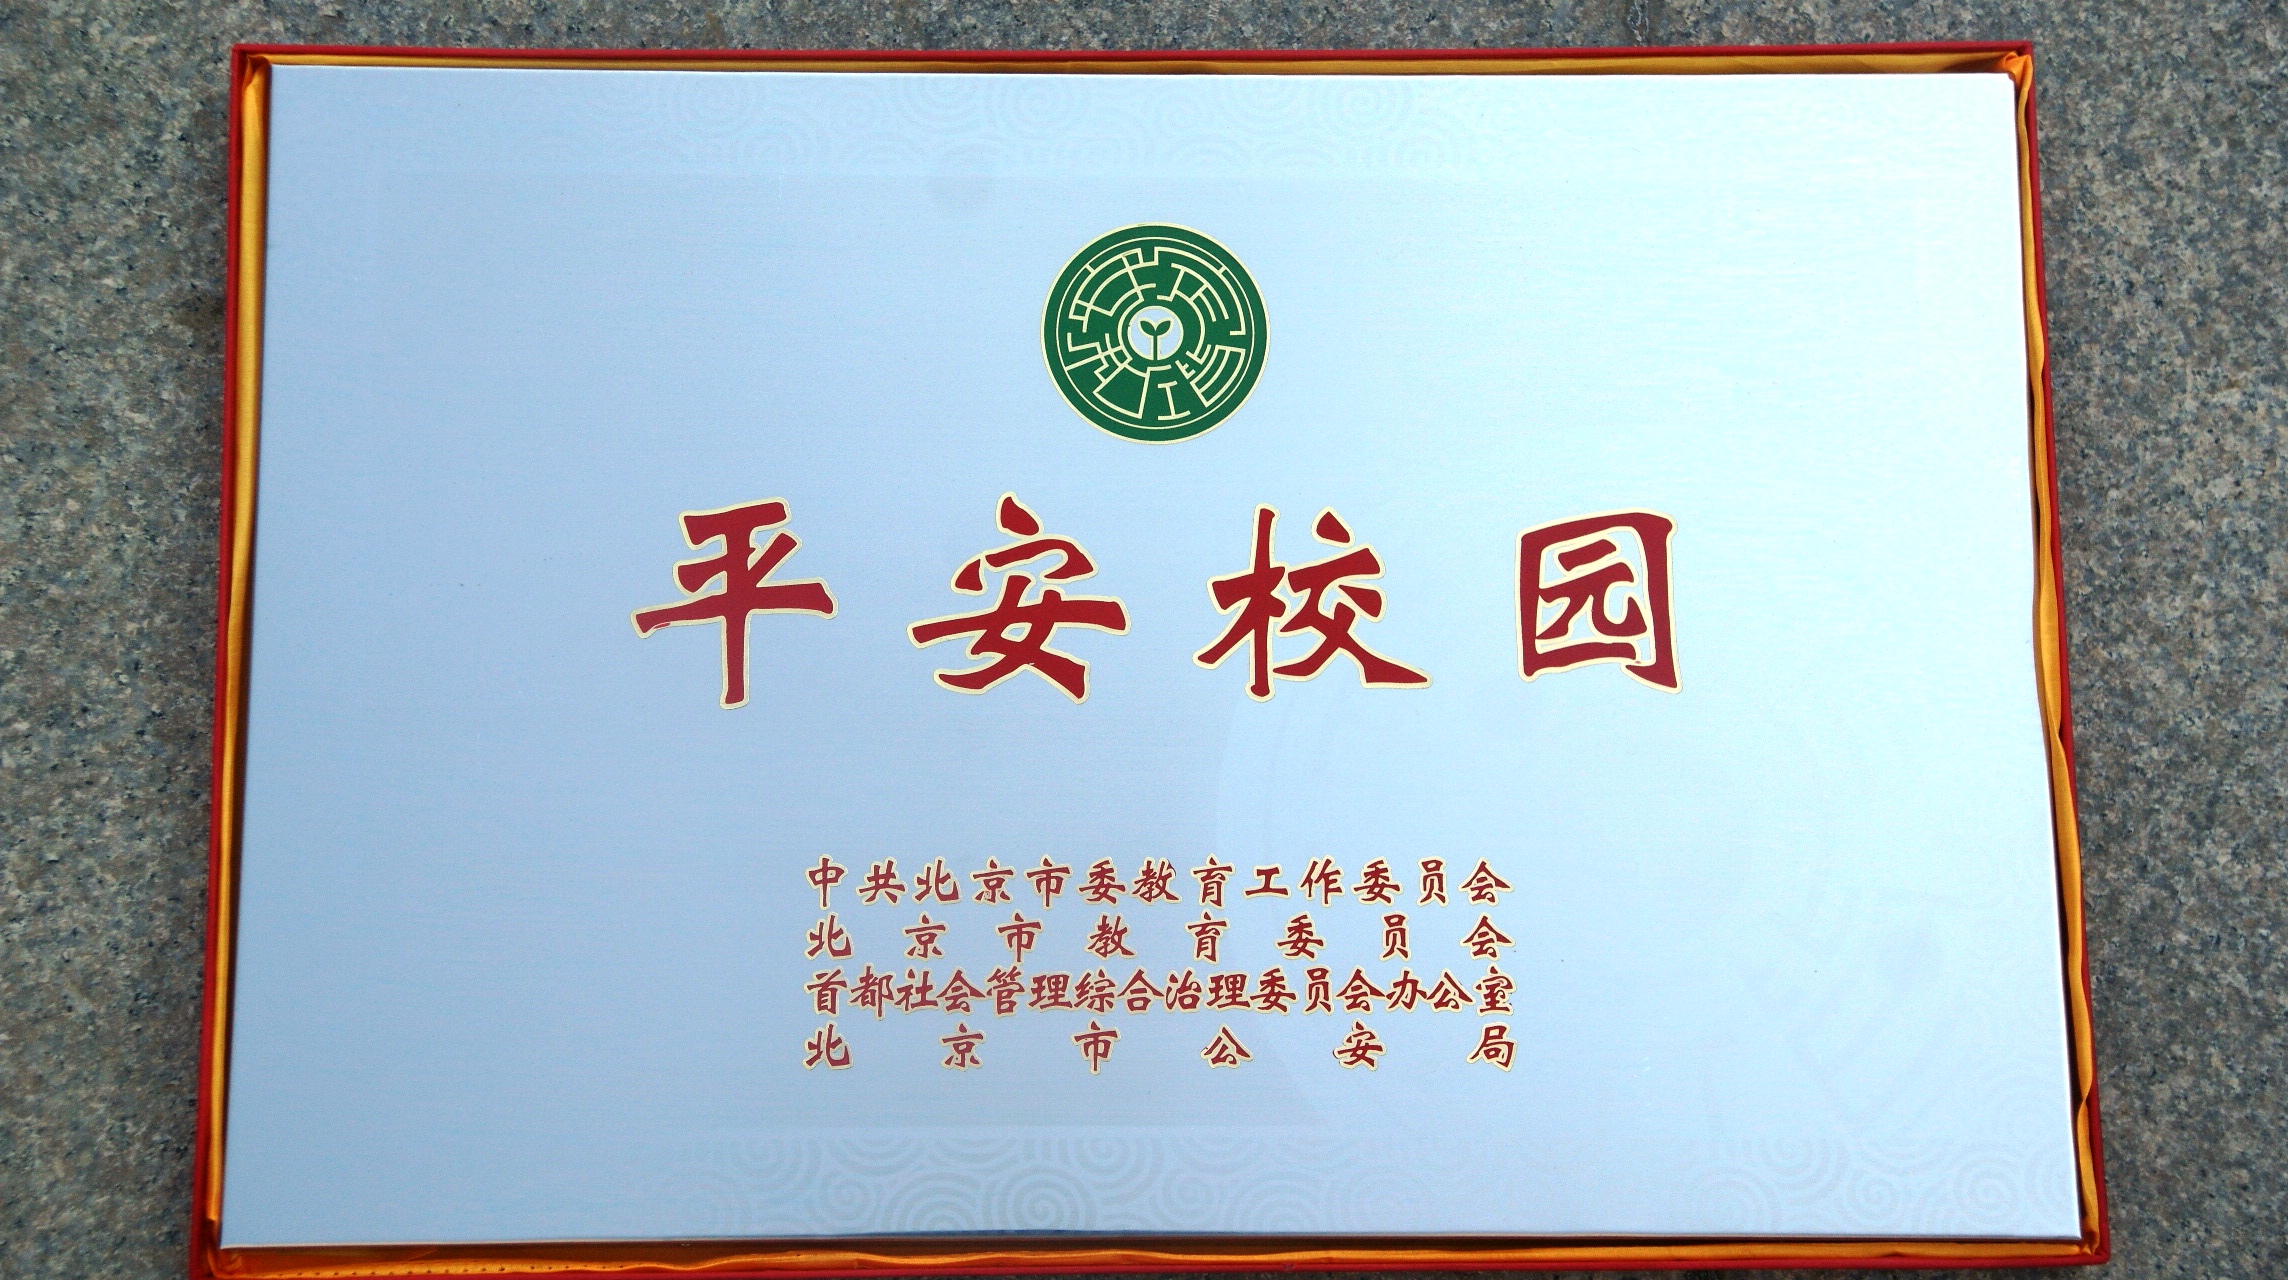 平安校园
中共北京市委教育工作委员会
北京市教育委员会
首都社会管理综合治理委员会办公室
北京市公安局